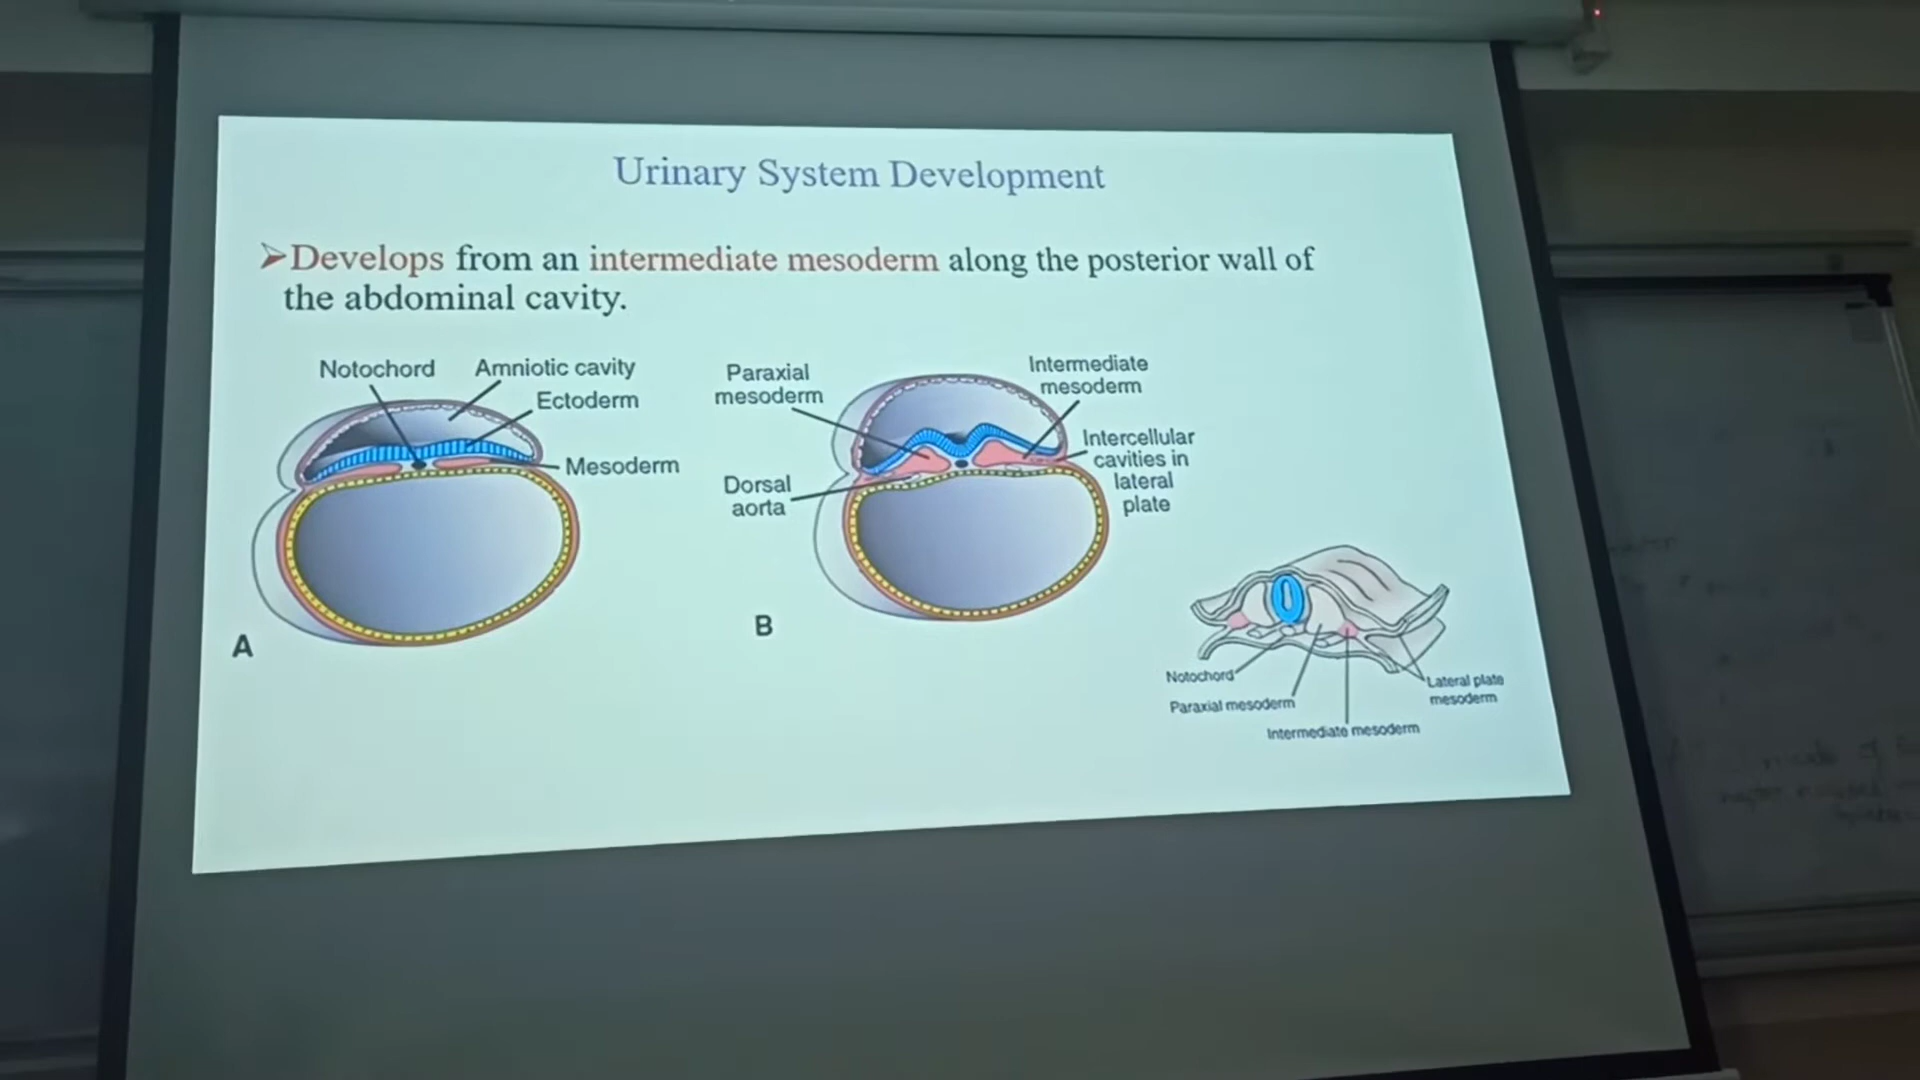 Urinary System Development
➢Develops from an intermediate mesoderm along the posterior wall of
the abdominal cavity.
Notochord
Amniotic cavity
Ectoderm
Mesoderm
A
Paraxial
mesoderm
Intermediate
mesoderm
Intercellular
cavities in
lateral
plate
Dorsal
aorta
B
Notochord
Paraxial mesoderm
Intermediate mesoderm
Lateral plate
mesoderm